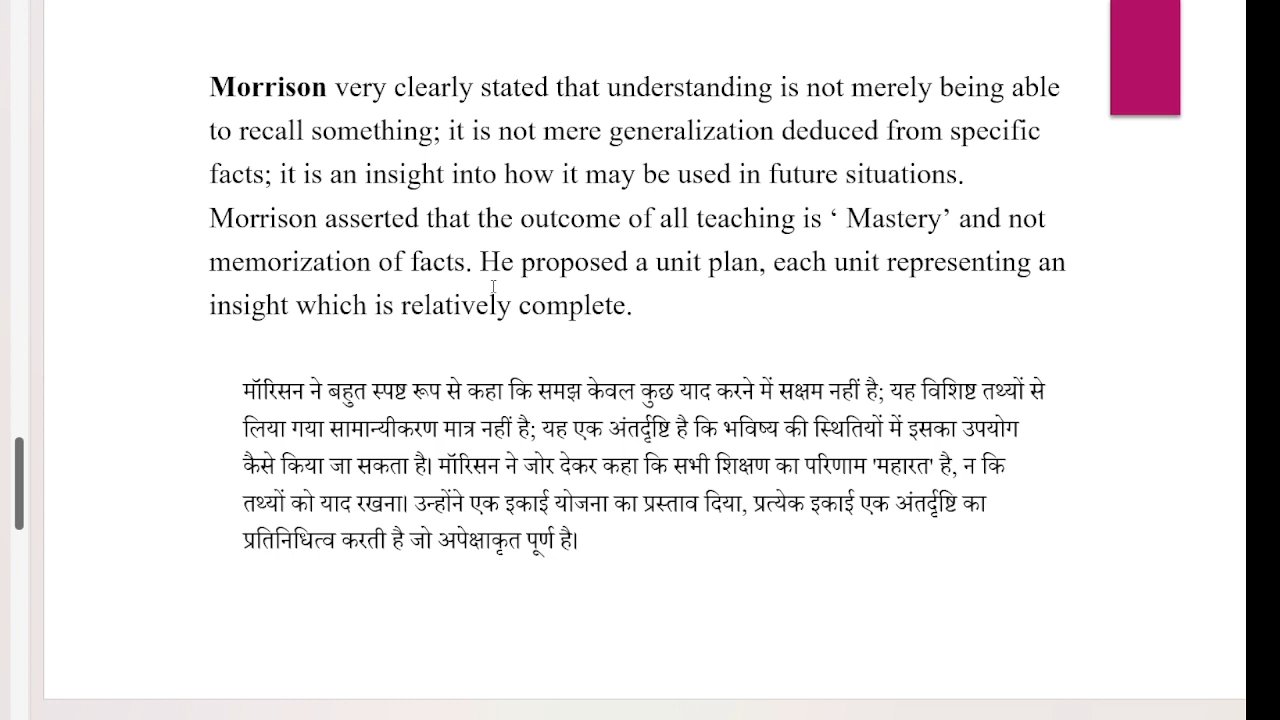 Morrison very clearly stated that understanding is not merely being able
to recall something; it is not mere generalization deduced from specific
facts; it is an insight into how it may be used in future situations.
Morrison asserted that the outcome of all teaching is ‘ Mastery’ and not
memorization of facts. He proposed a unit plan, each unit representing an
insight which is relatively complete.
मॉरिसन ने बहुत स्पष्ट रूप से कहा कि समझ केवल कुछ याद करने में सक्षम नहीं है; यह विशिष्ट तथ्यों से
लिया गया सामान्यीकरण मात्र नहीं है; यह एक अंतर्दृष्टि है कि भविष्य की स्थितियों में इसका उपयोग
कैसे किया जा सकता है। मॉरिसन ने जोर देकर कहा कि सभी शिक्षण का परिणाम 'महारत' है, न कि
तथ्यों को याद रखना। उन्होंने एक इकाई योजना का प्रस्ताव दिया, प्रत्येक इकाई एक अंतर्दृष्टि का
प्रतिनिधित्व करती है जो अपेक्षाकृत पूर्ण है।